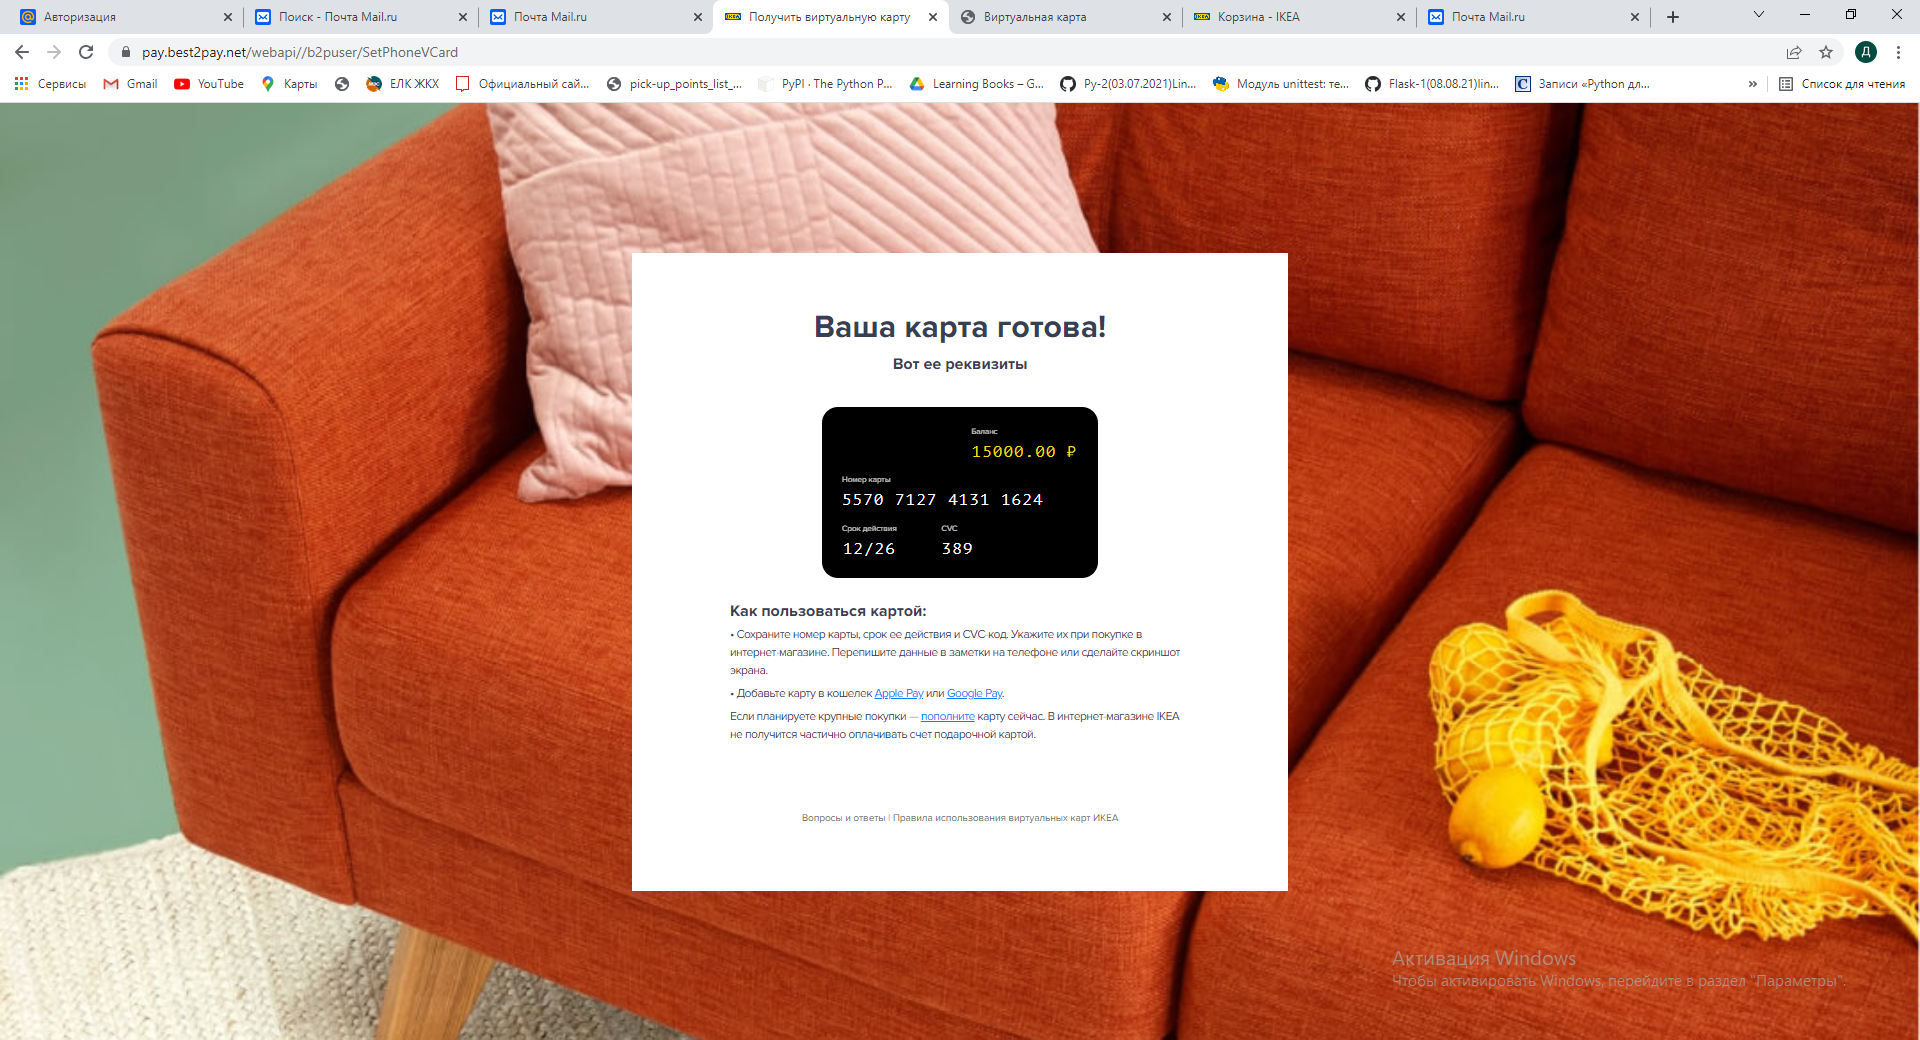 Авторизация
Поиск - Почта Mail.ru
Почта Mail.ru
Получить виртуальную карту
Виртуальная карта
Корзина - IKEA
Почта Mail.ru
pay.best2pay.net/webapi//b2puser/SetPhoneVCard
Д
Сервисы
Gmail
YouTube
Карты
ЕЛК ЖКХ
Официальный сай...
pick-up_points_list_...
PyPI · The Python P...
Learning Books – G...
Py-2(03.07.2021)Lin...
Модуль unittest: те...
Flask-1(08.08.21)lin...
Записи «Python дл...
»
Список для чтения
Ваша карта готова!
Вот ее реквизиты
Баланс
15000.00 ₽
Номер карты
5570 7127 4131 1624
Срок действия
CVC
12/26
389
Как пользоваться картой:
• Сохраните номер карты, срок ее действия и CVC-код. Укажите их при покупке в
интернет-магазине. Перепишите данные в заметки на телефоне или сделайте скриншот
экрана.
• Добавьте карту в кошелек Apple Pay или Google Pay.
Если планируете крупные покупки — пополните карту сейчас. В интернет-магазине IKEA
не получится частично оплачивать счет подарочной картой.
Вопросы и ответы | Правила использования виртуальных карт ИКЕА
Активация Windows
Чтобы активировать Windows, перейдите в раздел "Параметры".